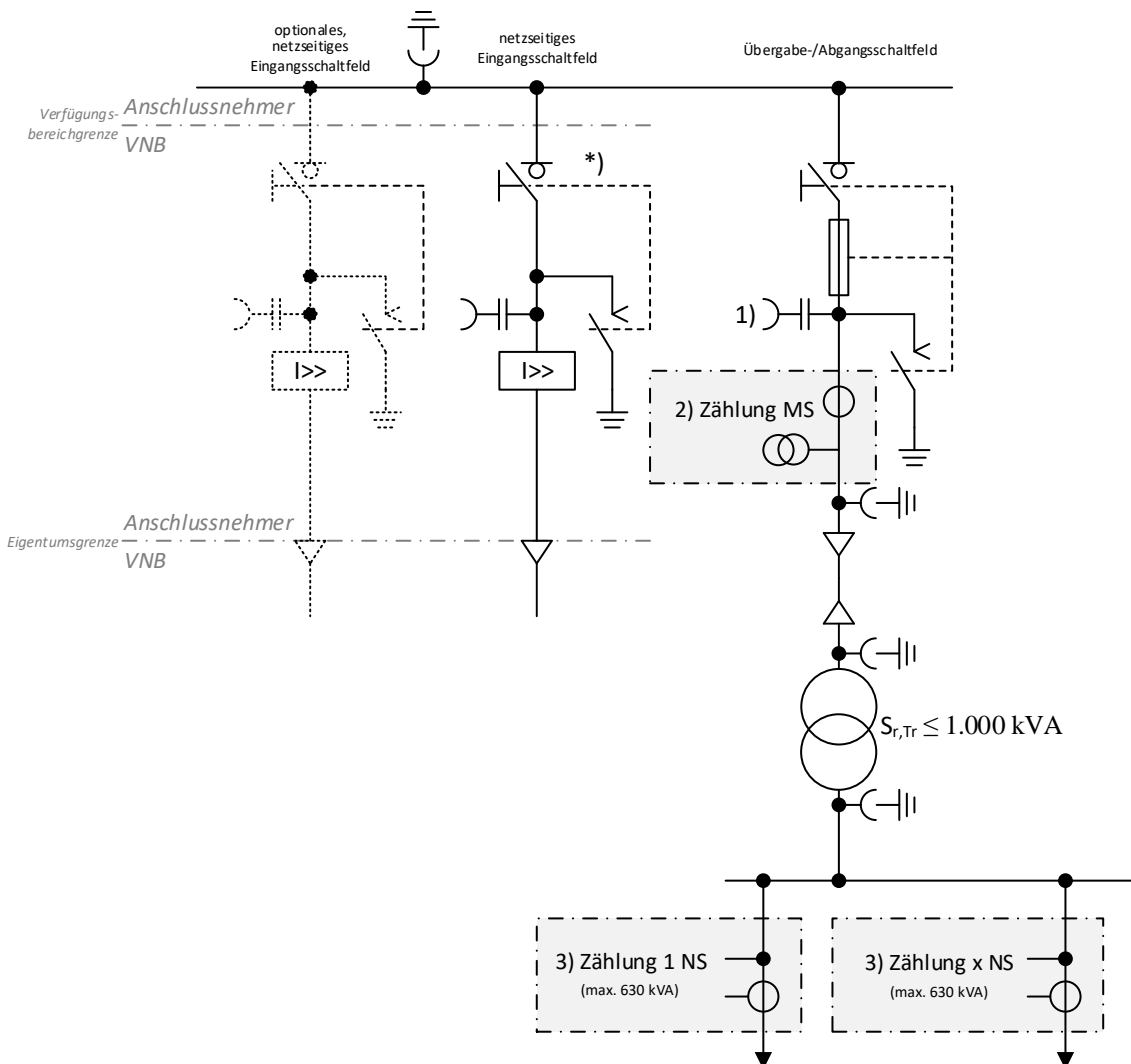 optionales,
netzseitiges
Eingangsschaltfeld
netzseitiges
Eingangsschaltfeld
Übergabe-/Abgangsschaltfeld
Verfügungs-
bereichgrenze
Anschlussnehmer
VNB
*)
1)
I>>
I>>
2) Zählung MS
Eigentumsgrenze
Anschlussnehmer
VNB
Sr,Tr ≤ 1.000 kVA
3) Zählung 1 NS
(max. 630 kVA)
3) Zählung x NS
(max. 630 kVA)